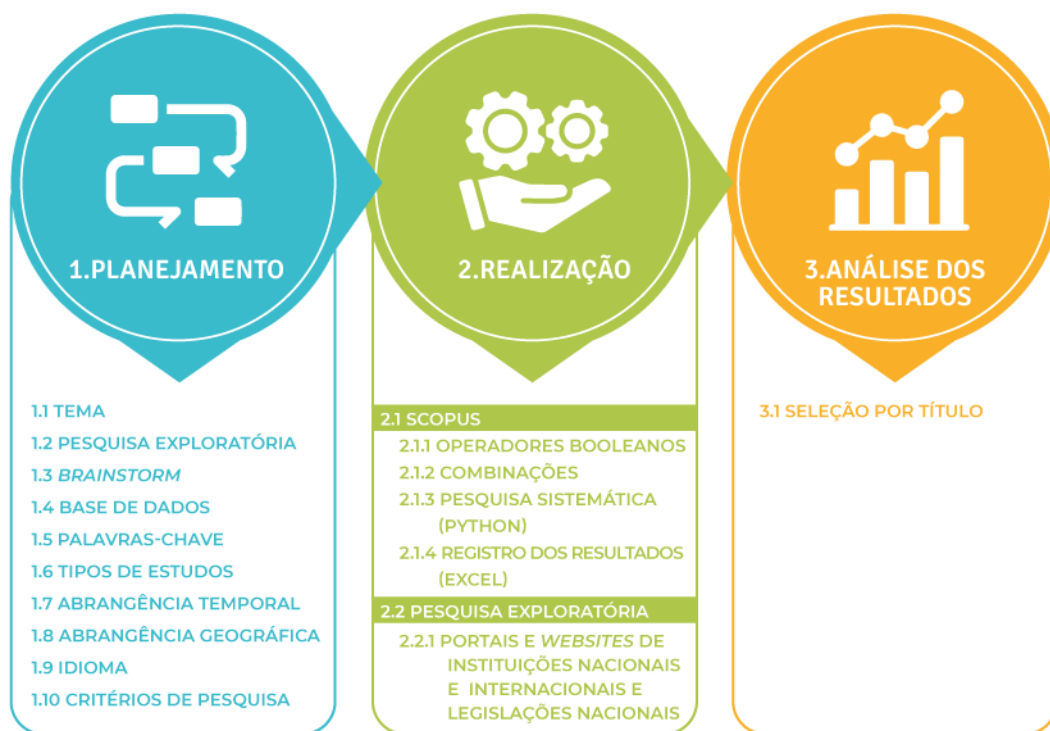 1.PLANEJAMENTO
1.1 TEMA
1.2 PESQUISA EXPLORATÓRIA
1.3 BRAINSTORM
1.4 BASE DE DADOS
1.5 PALAVRAS-CHAVE
1.6 TIPOS DE ESTUDOS
1.7 ABRANGÊNCIA TEMPORAL
1.8 ABRANGÊNCIA GEOGRÁFICA
1.9 IDIOMA
1.10 CRITÉRIOS DE PESQUISA
2.REALIZAÇÃO
2.1 SCOPUS
2.1.1 OPERADORES BOOLEANOS
2.1.2 COMBINAÇÕES
2.1.3 PESQUISA SISTEMÁTICA
(PYTHON)
2.1.4 REGISTRO DOS RESULTADOS
(EXCEL)
2.2 PESQUISA EXPLORATÓRIA
2.2.1 PORTAIS E WEBSITES DE
INSTITUIÇÕES NACIONAIS
E INTERNACIONAIS E
LEGISLAÇÕES NACIONAIS
3.ANÁLISE DOS
RESULTADOS
3.1 SELEÇÃO POR TÍTULO